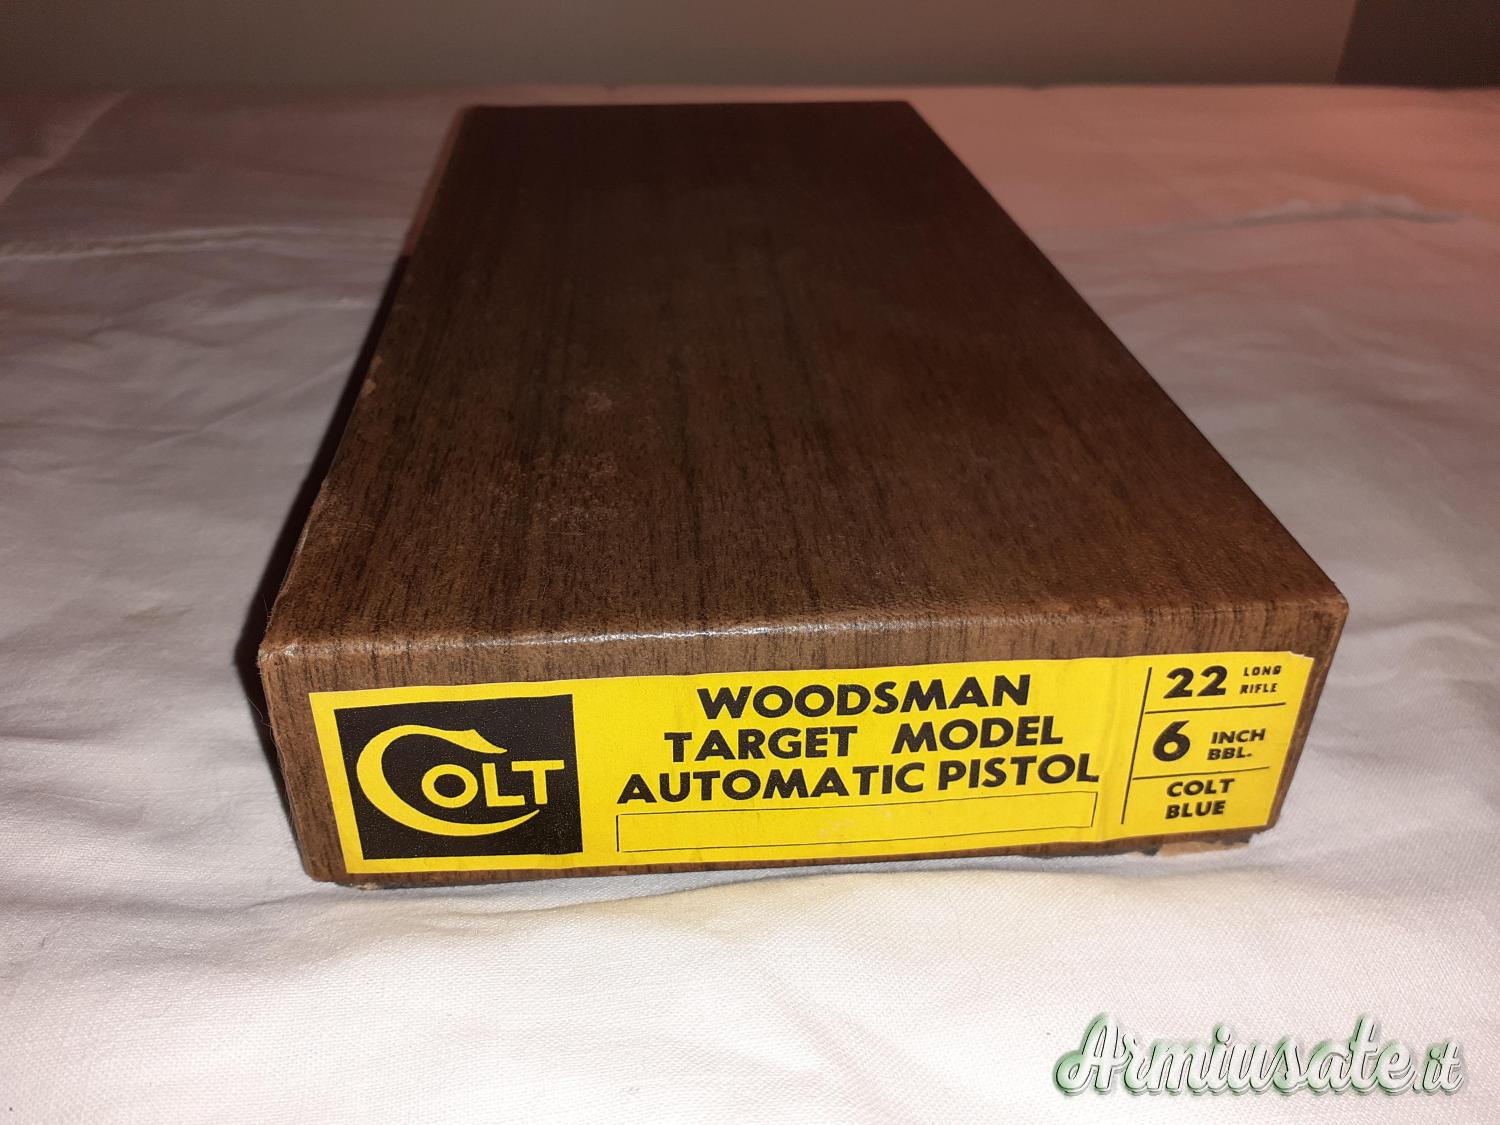 COLT
WOODSMAN
TARGET MODEL
AUTOMATIC PISTOL
22 LONG RIFLE
6 INCH BBL.
COLT
BLUE
Armiusate.it